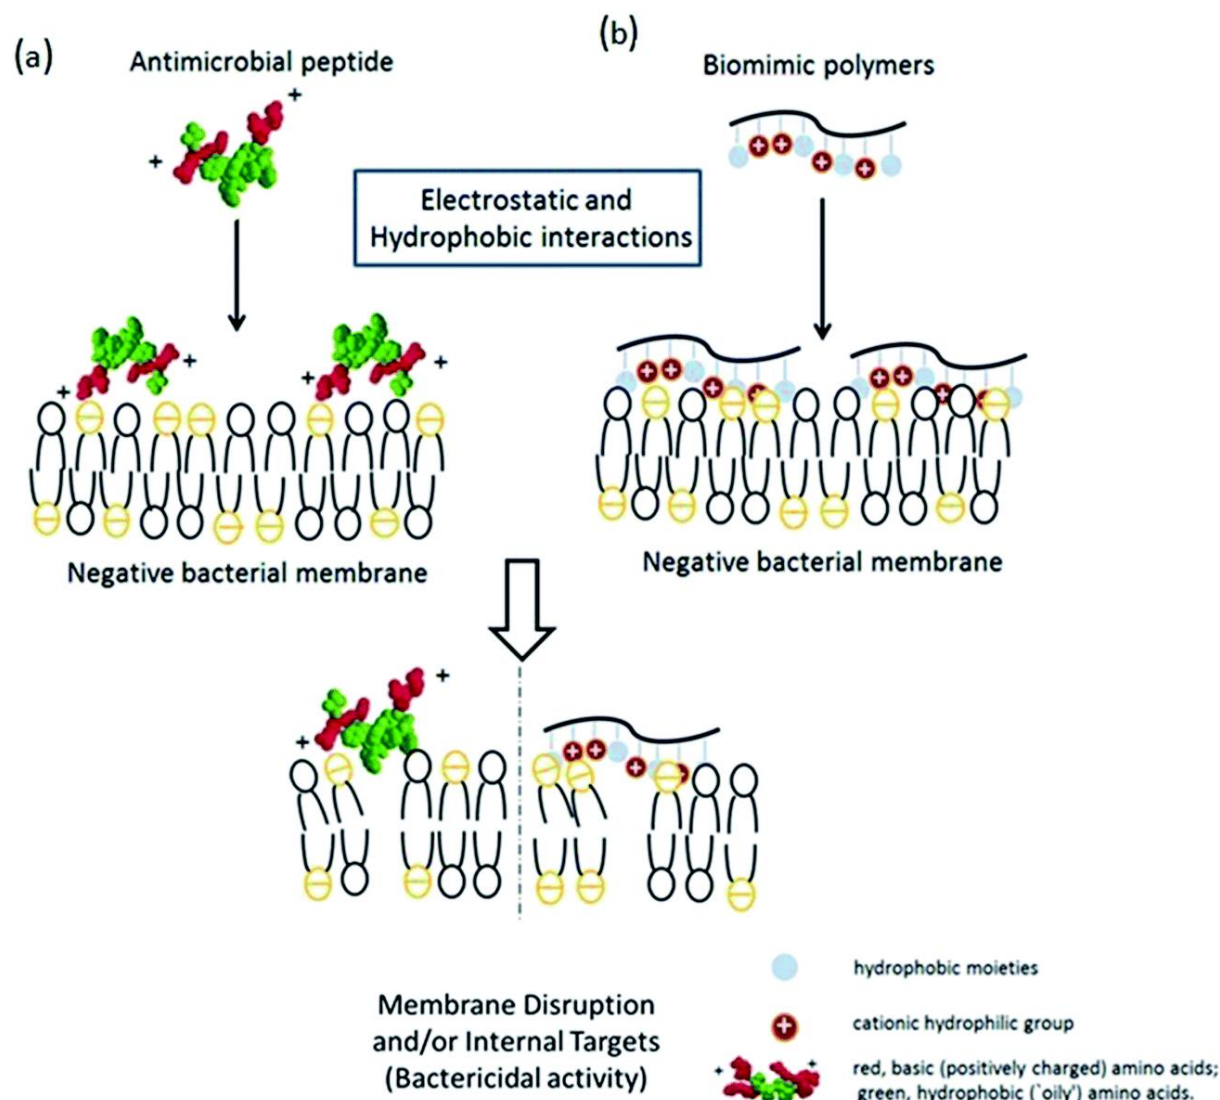 (a)
Antimicrobial peptide
+
+
(b)
Biomimic polymers
+ + + +
Electrostatic and
Hydrophobic interactions
+
+
+
+
Negative bacterial membrane
Negative bacterial membrane
+
+
Membrane Disruption
and/or Internal Targets
(Bactericidal activity)
hydrophobic moieties
+ cationic hydrophilic group
+ + red, basic (positively charged) amino acids;
green, hydrophobic (`oily') amino acids.